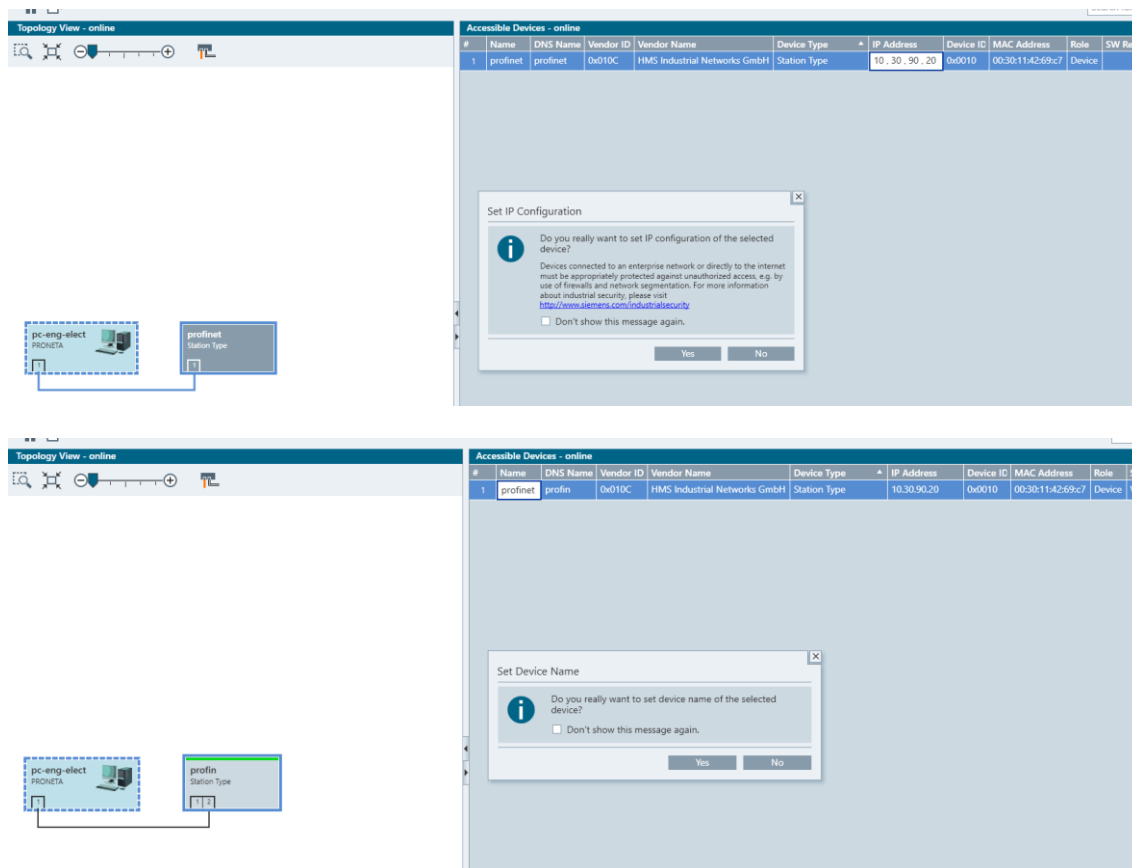 Topology View - online
Accessible Devices - online
# Name DNS Name Vendor ID Vendor Name Device Type IP Address Device ID MAC Address Role SW Re
1 profinet profinet 0x010C HMS Industrial Networks GmbH Station Type 10 . 30 . 90 . 20 0x0010 00:30:11:42:69:c7 Device
Set IP Configuration
Do you really want to set IP configuration of the selected
device?
Devices connected to an enterprise network or directly to the internet
must be appropriately protected against unauthorized access, e.g. by
use of firewalls and network segmentation. For more information
about industrial security, please visit
http://www.siemens.com/industrialsecurity
Don't show this message again.
Yes No
pc-eng-elect
PRONETA
1
profinet
Station Type
1
Topology View - online
Accessible Devices - online
# Name DNS Name Vendor ID Vendor Name Device Type IP Address Device ID MAC Address Role
1 profinet profin 0x010C HMS Industrial Networks GmbH Station Type 10.30.90.20 0x0010 00:30:11:42:69:c7 Device
Set Device Name
Do you really want to set device name of the selected
device?
Don't show this message again.
Yes No
pc-eng-elect
PRONETA
1
profin
Station Type
1 2